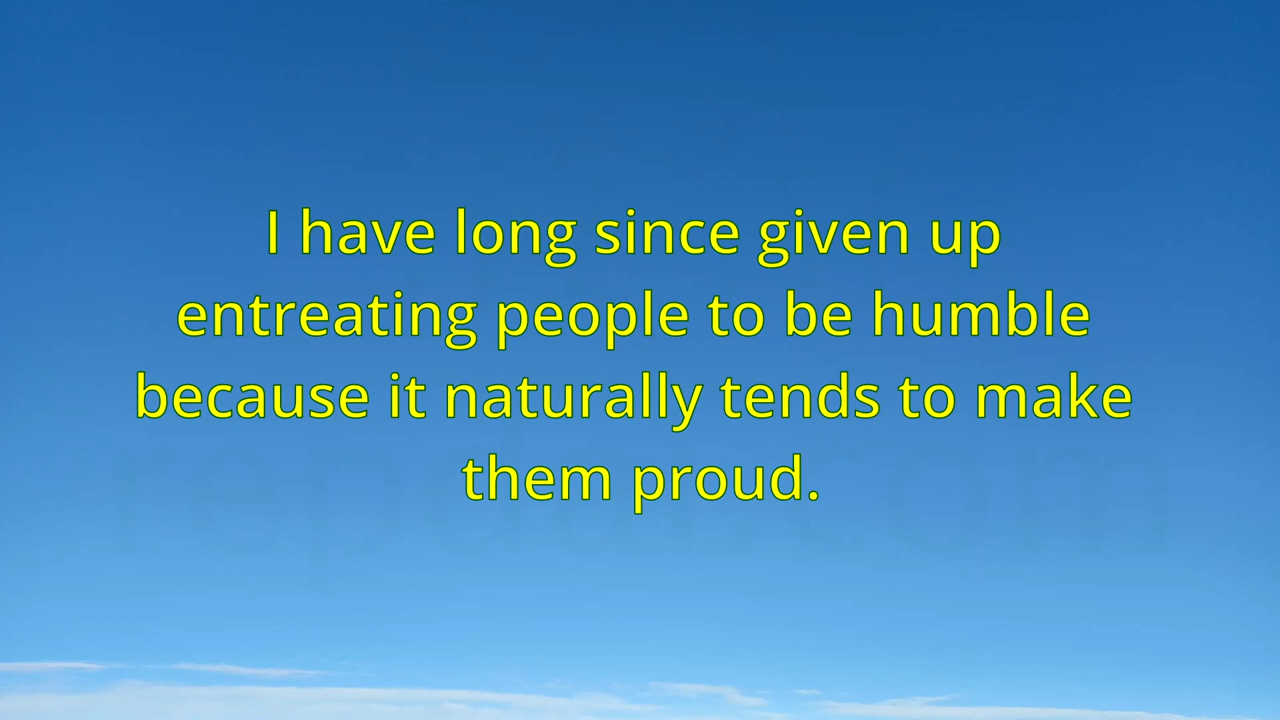 I have long since given up
entreating people to be humble
because it naturally tends to make
them proud.